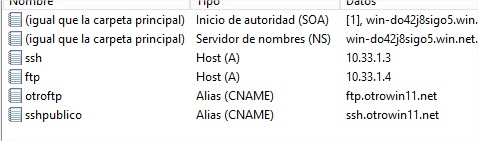 Nombre Tipo Datos
(igual que la carpeta principal) Inicio de autoridad (SOA) [1], win-do42j8sigo5.win.
(igual que la carpeta principal) Servidor de nombres (NS) win-do42j8sigo5.win.net.
ssh Host (A) 10.33.1.3
ftp Host (A) 10.33.1.4
otroftp Alias (CNAME) ftp.otrowin11.net
sshpublico Alias (CNAME) ssh.otrowin11.net